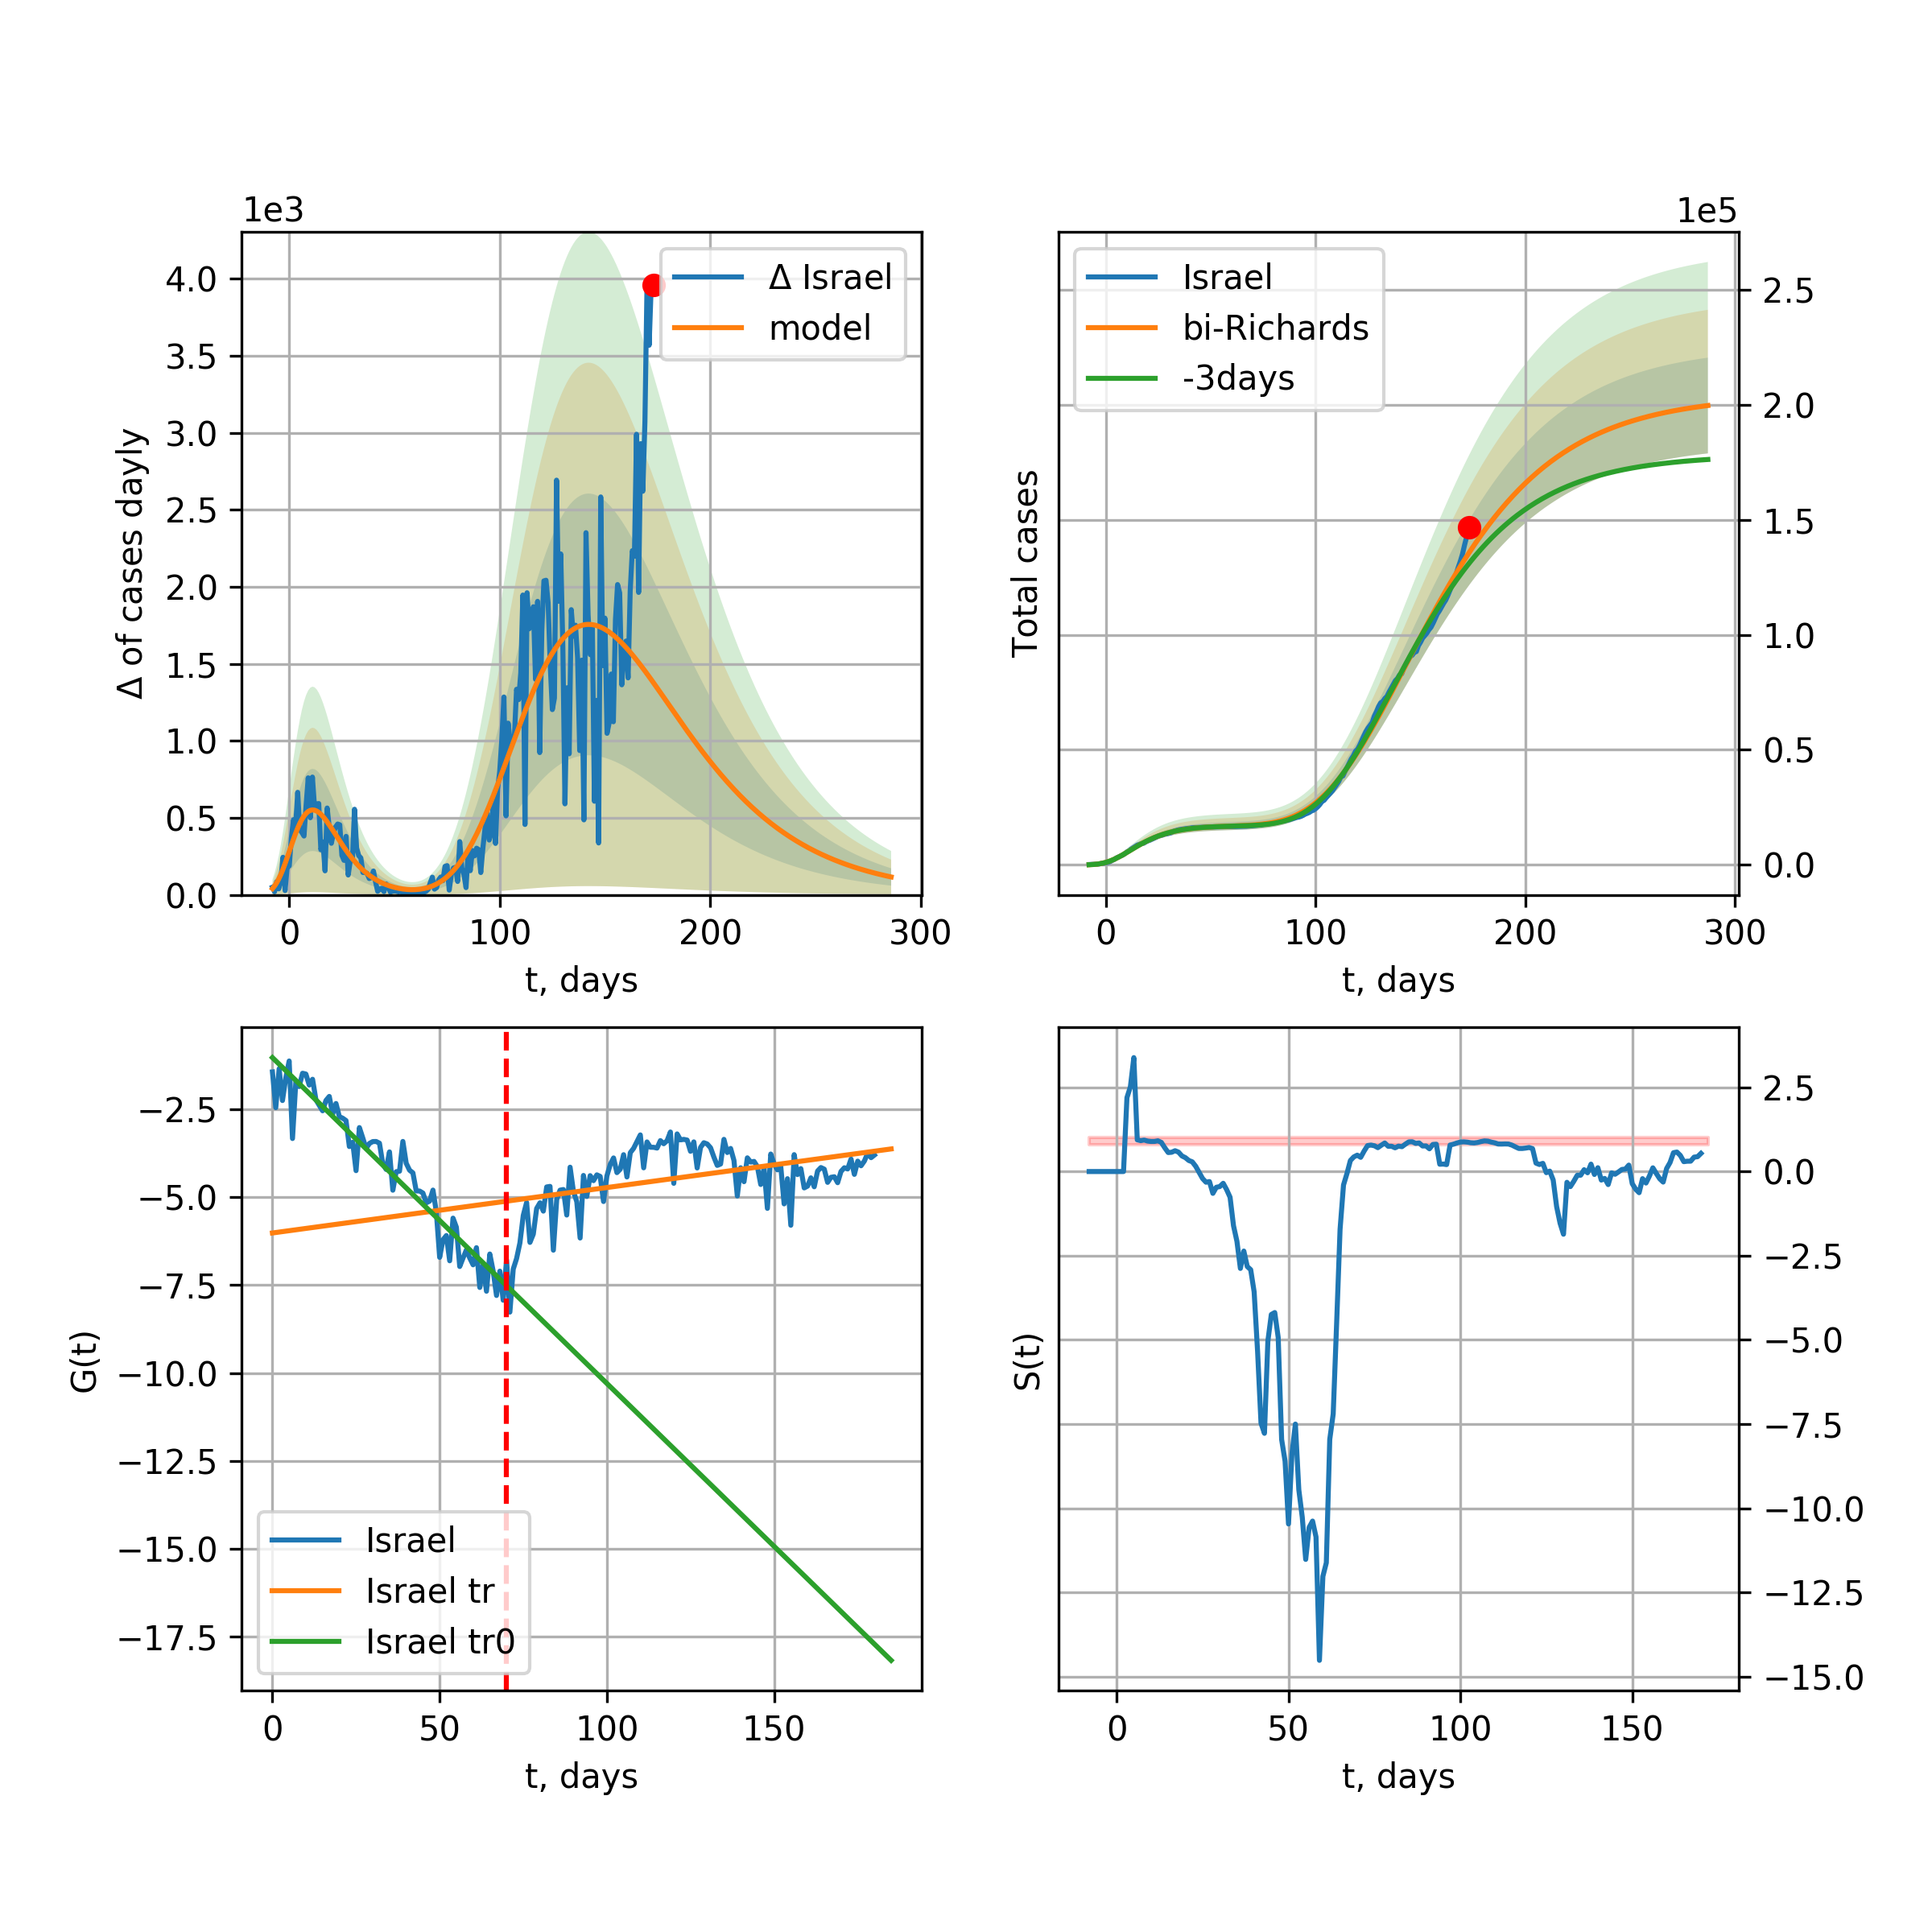 1e3
Δ of cases dayly
4.0
3.5
3.0
2.5
2.0
1.5
1.0
0.5
0.0
Δ Israel
model
0 100 200 300
t, days
1e5
Total cases
Israel
bi-Richards
-3days
2.5
2.0
1.5
1.0
0.5
0.0
0 100 200 300
t, days
G(t)
−2.5
−5.0
−7.5
−10.0
−12.5
−15.0
−17.5
Israel
Israel tr
Israel tr0
0 50 100 150
t, days
S(t)
2.5
0.0
−2.5
−5.0
−7.5
−10.0
−12.5
−15.0
0 50 100 150
t, days